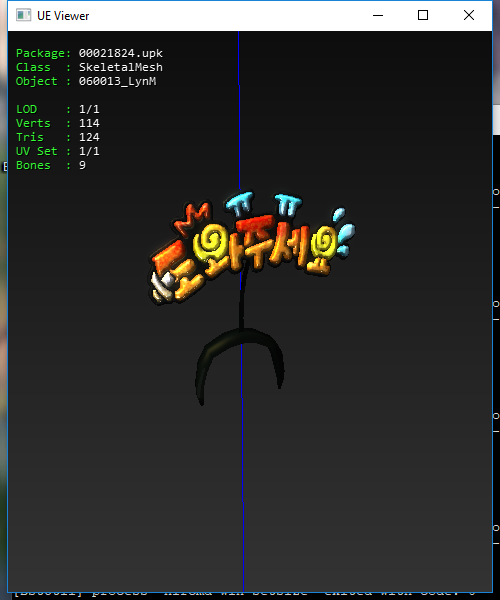 UE Viewer
Package: 00021824.upk
Class : SkeletalMesh
Object : 060013_LynM
LOD : 1/1
Verts : 114
Tris : 124
UV Set : 1/1
Bones : 9
ㅠㅠ
도와주세요